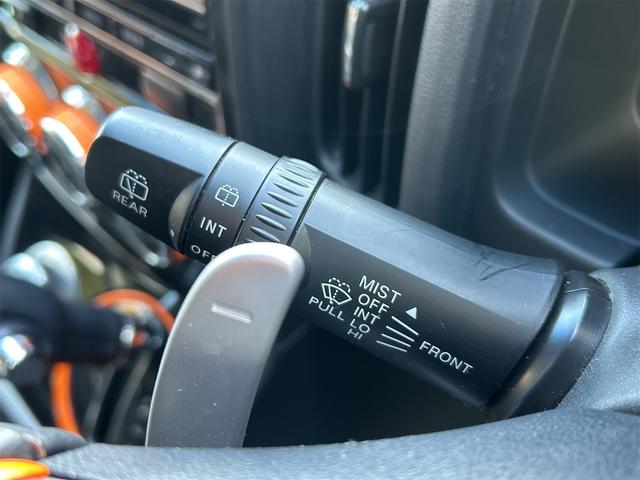 REAR
INT
OFF
MIST
OFF
INT
PULL LO
HI
FRONT